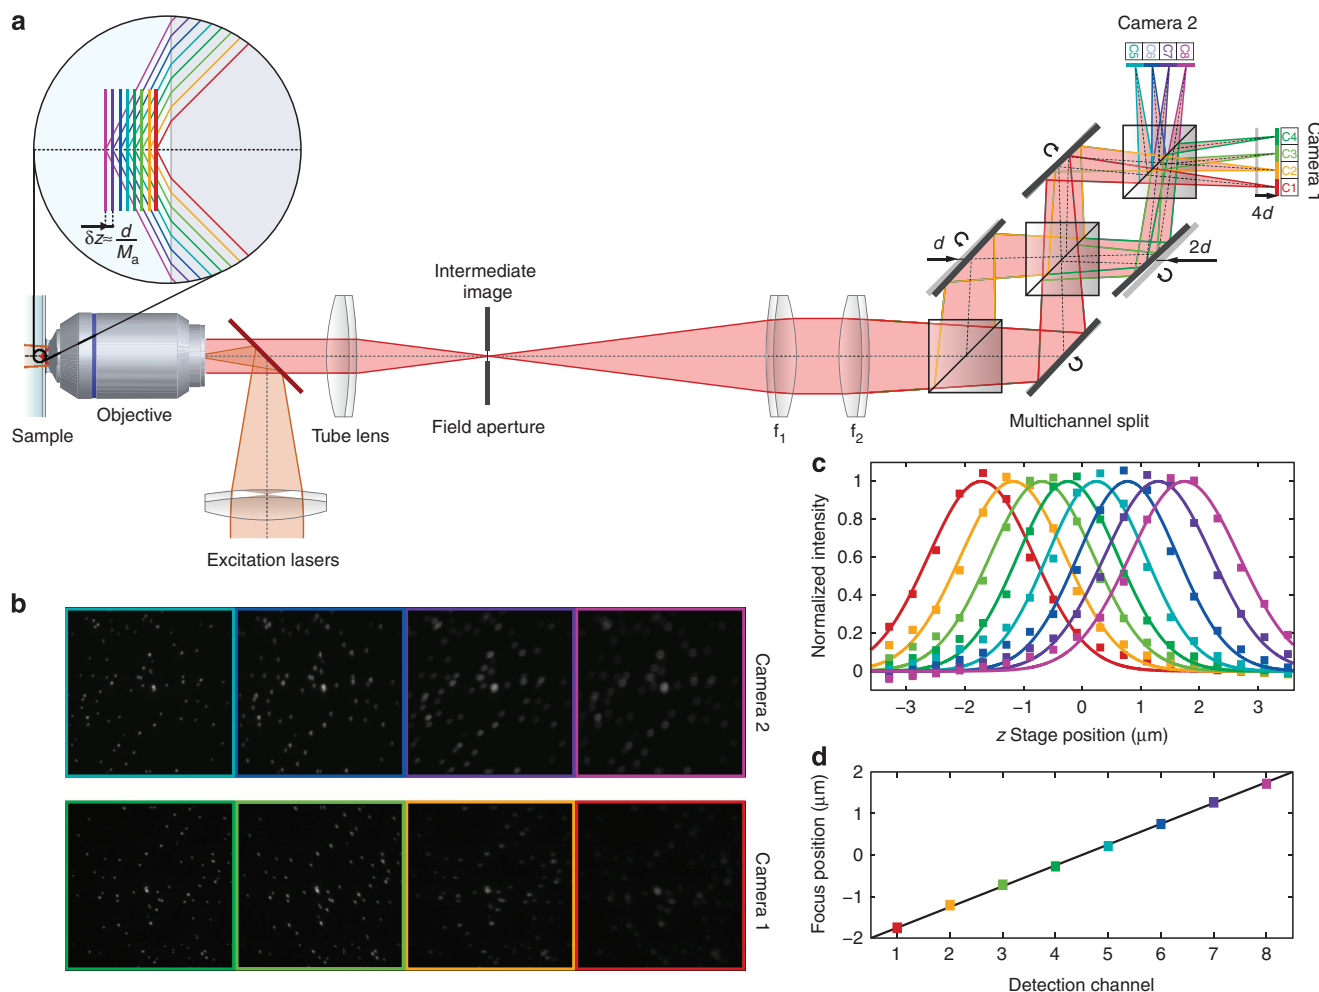 a
Camera 2
C5 C6 C7 C8
C4
C3
C2
C1
Camera 1
4d
2d
d
δz≈ d/Mₐ
Intermediate
image
Objective
Sample
Tube lens
Field aperture
f₁
f₂
Multichannel split
Excitation lasers
b
Camera 2
Camera 1
c
Normalized intensity
1
0.8
0.6
0.4
0.2
0
−3 −2 −1 0 1 2 3
z Stage position (μm)
d
Focus position (μm)
2
1
0
−1
−2
1 2 3 4 5 6 7 8
Detection channel